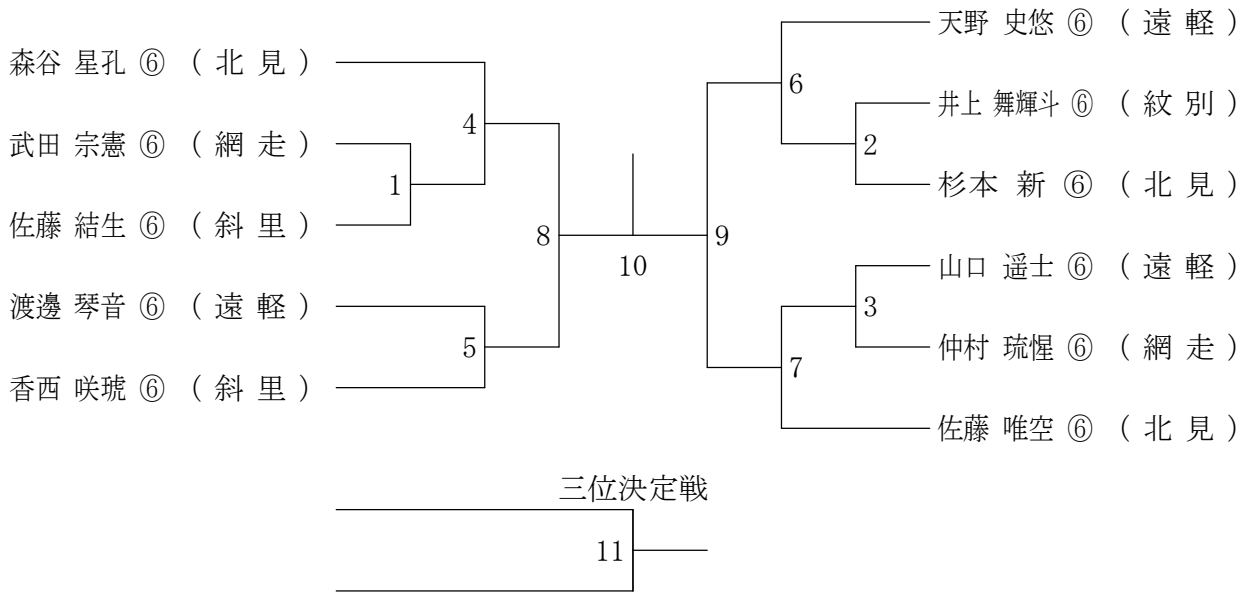 森谷 星孔 ⑥ （ 北 見 ）
武田 宗憲 ⑥ （ 網 走 ）
佐藤 結生 ⑥ （ 斜 里 ）
渡邊 琴音 ⑥ （ 遠 軽 ）
香西 咲琥 ⑥ （ 斜 里 ）
4
1
8
5
10
9
6
2
3
7
天野 史悠 ⑥ （ 遠 軽 ）
井上 舞輝斗 ⑥ （ 紋 別 ）
杉本 新 ⑥ （ 北 見 ）
山口 遥士 ⑥ （ 遠 軽 ）
仲村 琉惺 ⑥ （ 網 走 ）
佐藤 唯空 ⑥ （ 北 見 ）
三位決定戦
11